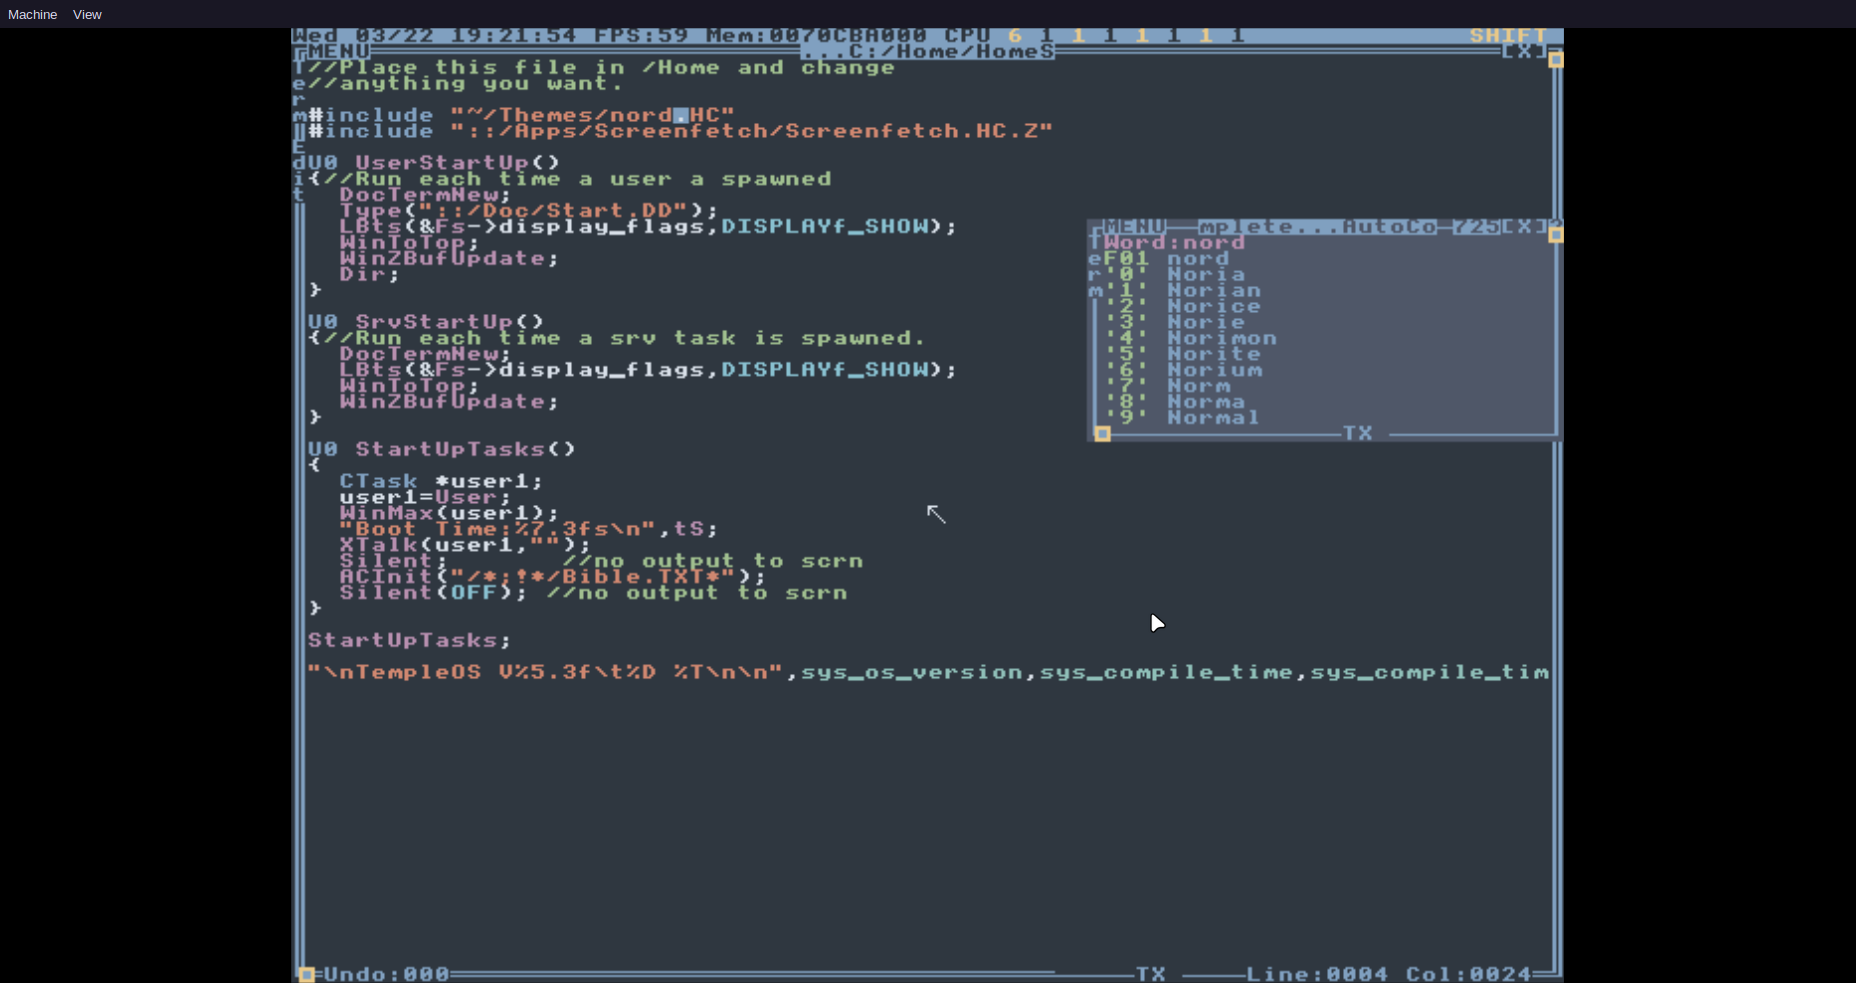 Machine View
Wed 03/22 19:21:54 FPS:59 Mem:0070CBA000 CPU 6 1 1 1 1 1 1 1 SHIFT
MENU ...C:/Home/HomeS [X]
Term Edit
//Place this file in /Home and change
//anything you want.
#include "~/Themes/nord.HC"
#include "::/Apps/Screenfetch/Screenfetch.HC.Z"
U0 UserStartUp()
{//Run each time a user a spawned
DocTermNew;
Type("::/Doc/Start.DD");
LBts(&Fs->display_flags,DISPLAYf_SHOW);
WinToTop;
WinZBufUpdate;
Dir;
}
U0 SrvStartUp()
{//Run each time a srv task is spawned.
DocTermNew;
LBts(&Fs->display_flags,DISPLAYf_SHOW);
WinToTop;
WinZBufUpdate;
}
U0 StartUpTasks()
{
CTask *user1;
user1=User;
WinMax(user1);
"Boot Time:%7.3fs\n",tS;
XTalk(user1,"");
Silent; //no output to scrn
ACInit("/*;!*/Bible.TXT*");
Silent(OFF); //no output to scrn
}
StartUpTasks;
"\nTempleOS V%5.3f\t%D %T\n\n",sys_os_version,sys_compile_time,sys_compile_tim
MENU mplete...AutoCo 725[X]?
Term
Word:nord
F01 nord
'0' Noria
'1' Norian
'2' Norice
'3' Norie
'4' Norimon
'5' Norite
'6' Norium
'7' Norm
'8' Norma
'9' Normal
TX
Undo:000 TX Line:0004 Col:0024